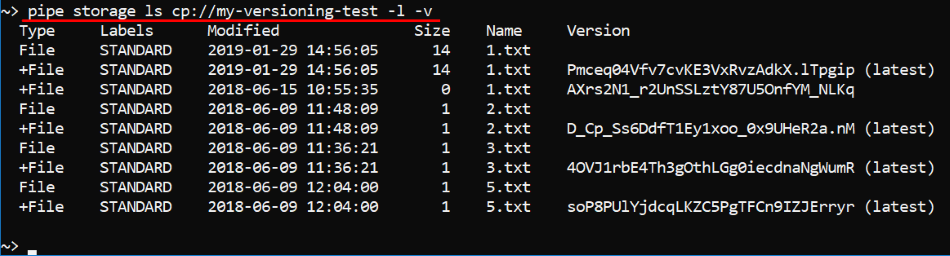 ~> pipe storage ls cp://my-versioning-test -l -v
Type Labels Modified Size Name Version
File STANDARD 2019-01-29 14:56:05 14 1.txt
+File STANDARD 2019-01-29 14:56:05 14 1.txt Pmceq04Vfv7cvKE3VxRvzAdkX.lTpgip (latest)
+File STANDARD 2018-06-15 10:55:35 0 1.txt AXrs2N1_r2UnSSLztY87U5OnfYM_NLKq
File STANDARD 2018-06-09 11:48:09 1 2.txt
+File STANDARD 2018-06-09 11:48:09 1 2.txt D_Cp_Ss6DdfT1Ey1xoo_0x9UHeR2a.nM (latest)
File STANDARD 2018-06-09 11:36:21 1 3.txt
+File STANDARD 2018-06-09 11:36:21 1 3.txt 4OVJ1rbE4Th3gOthLGg0iecdnaNgWumR (latest)
File STANDARD 2018-06-09 12:04:00 1 5.txt
+File STANDARD 2018-06-09 12:04:00 1 5.txt soP8PUlYjdcqLKZC5PgTFCn9IZJErryr (latest)
~>